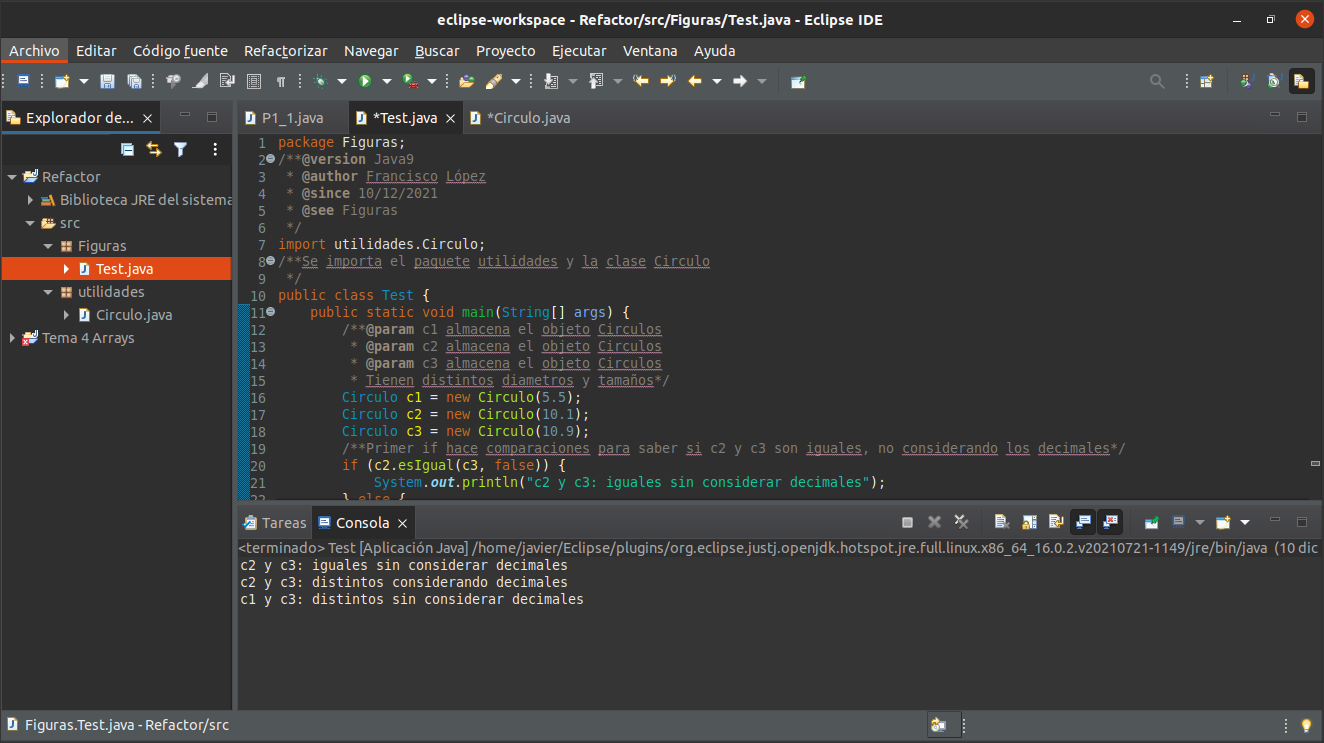 eclipse-workspace - Refactor/src/Figuras/Test.java - Eclipse IDE
Archivo Editar Código fuente Refactorizar Navegar Buscar Proyecto Ejecutar Ventana Ayuda
Explorador de...
Refactor
Biblioteca JRE del sistema
src
Figuras
Test.java
utilidades
Circulo.java
Tema 4 Arrays
P1_1.java *Test.java *Circulo.java
1 package Figuras;
2 /**@version Java9
3 * @author Francisco López
4 * @since 10/12/2021
5 * @see Figuras
6 */
7 import utilidades.Circulo;
8 /**Se importa el paquete utilidades y la clase Circulo
9 */
10 public class Test {
11 public static void main(String[] args) {
12 /**@param c1 almacena el objeto Circulos
13 * @param c2 almacena el objeto Circulos
14 * @param c3 almacena el objeto Circulos
15 * Tienen distintos diametros y tamaños*/
16 Circulo c1 = new Circulo(5.5);
17 Circulo c2 = new Circulo(10.1);
18 Circulo c3 = new Circulo(10.9);
19 /**Primer if hace comparaciones para saber si c2 y c3 son iguales, no considerando los decimales*/
20 if (c2.esIgual(c3, false)) {
21 System.out.println("c2 y c3: iguales sin considerar decimales");
22 } else {
Tareas Consola
<terminado> Test [Aplicación Java] /home/javier/Eclipse/plugins/org.eclipse.justj.openjdk.hotspot.jre.full.linux.x86_64_16.0.2.v20210721-1149/jre/bin/java (10 dic
c2 y c3: iguales sin considerar decimales
c2 y c3: distintos considerando decimales
c1 y c3: distintos sin considerar decimales
Figuras.Test.java - Refactor/src